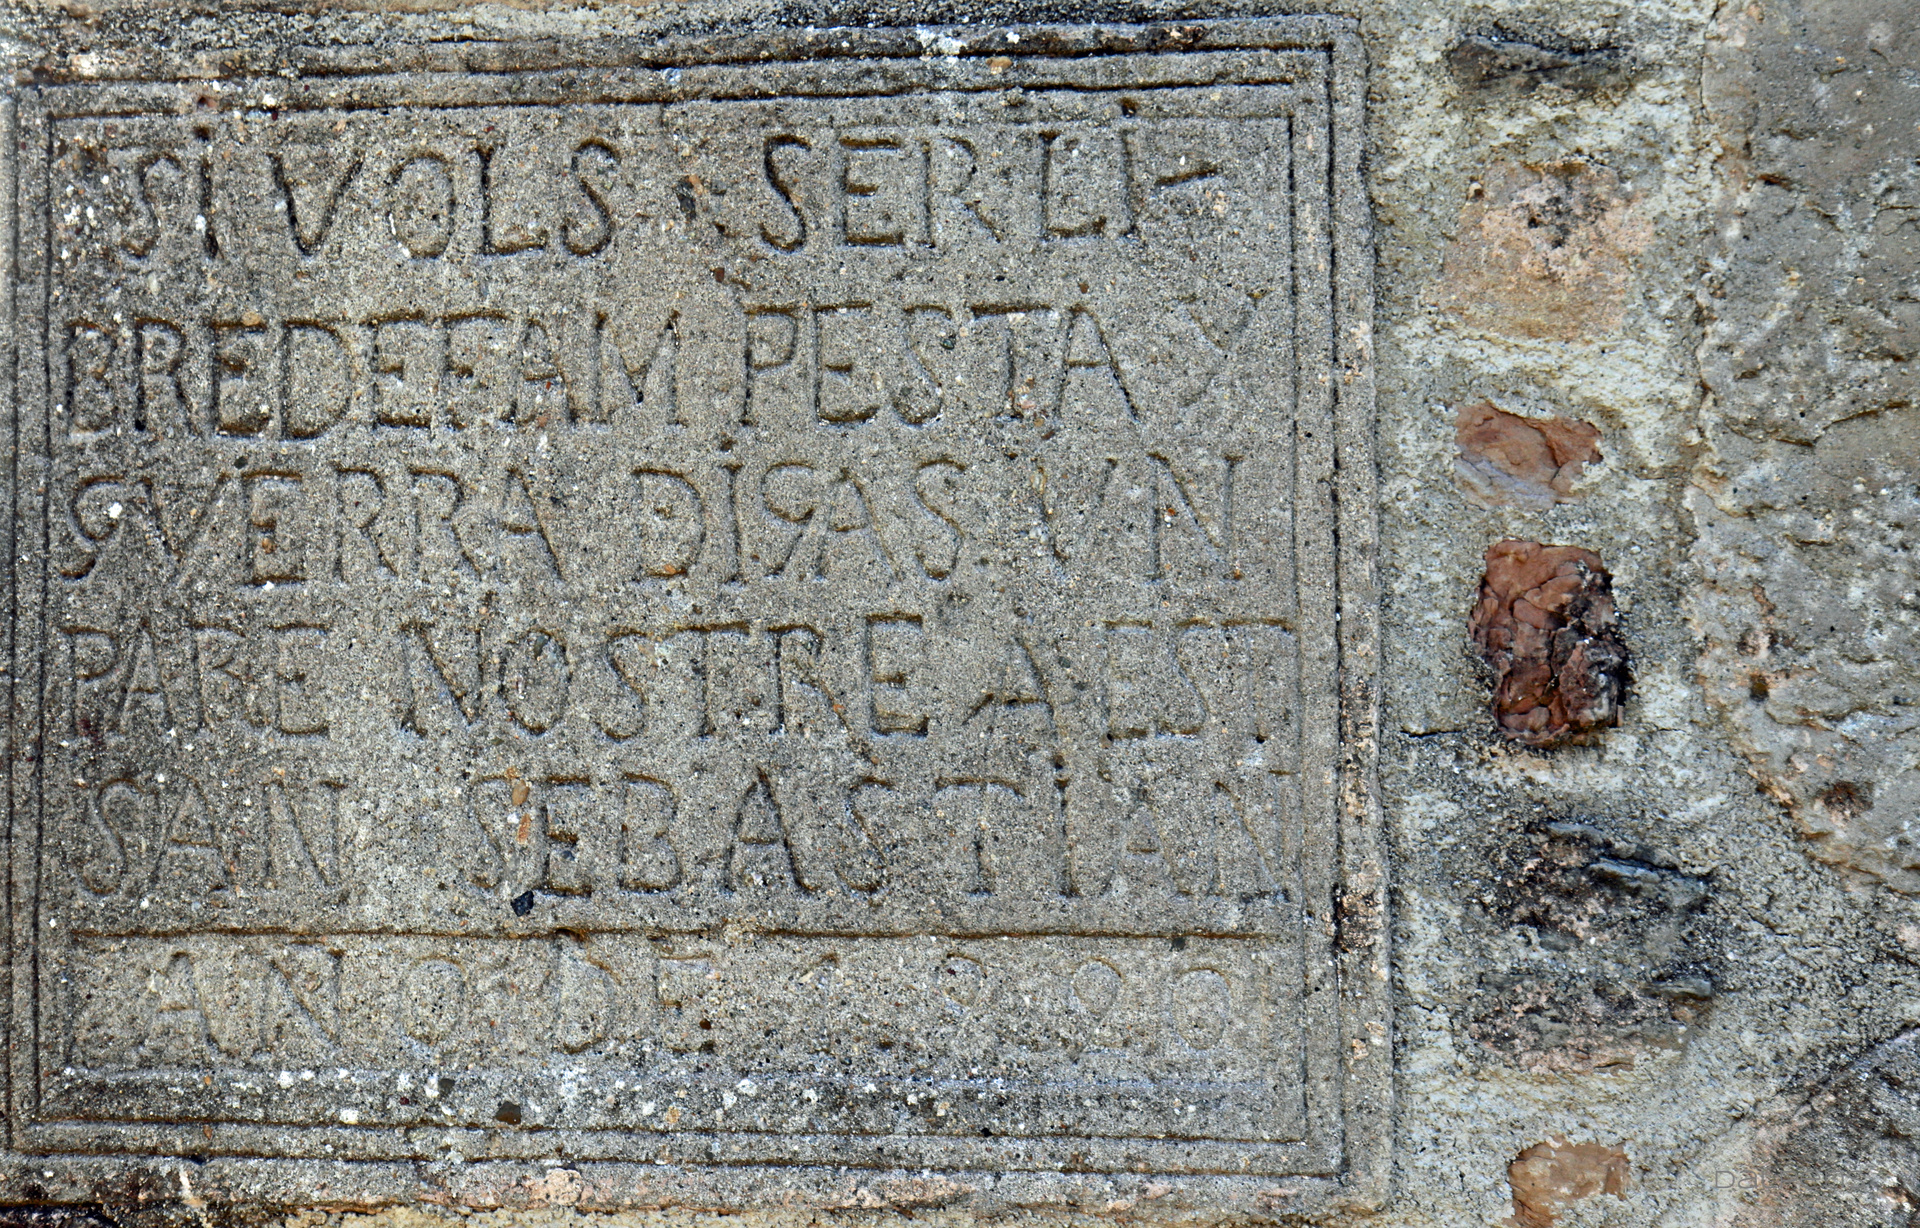 SI VOLS SER LI-
BRE DE FAM PESTA Y
GVERRA DIGAS VN
PARE NOSTRE A EST
SAN SEBASTIAN
ANO DE